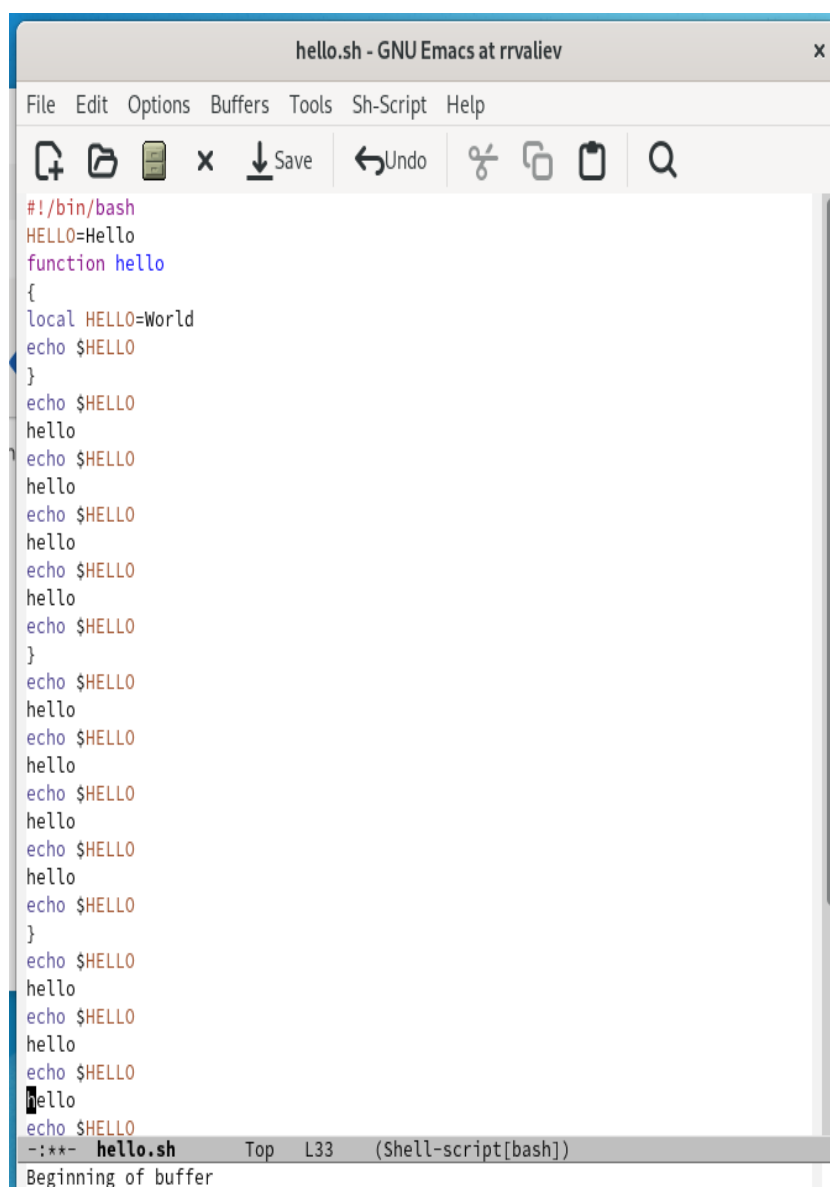 hello.sh - GNU Emacs at rrvaliev
File Edit Options Buffers Tools Sh-Script Help
Save Undo
#!/bin/bash
HELLO=Hello
function hello
{
local HELLO=World
echo $HELLO
}
echo $HELLO
hello
echo $HELLO
hello
echo $HELLO
hello
echo $HELLO
hello
echo $HELLO
}
echo $HELLO
hello
echo $HELLO
hello
echo $HELLO
hello
echo $HELLO
hello
echo $HELLO
}
echo $HELLO
hello
echo $HELLO
hello
echo $HELLO
hello
echo $HELLO
-:**- hello.sh Top L33 (Shell-script[bash])
Beginning of buffer